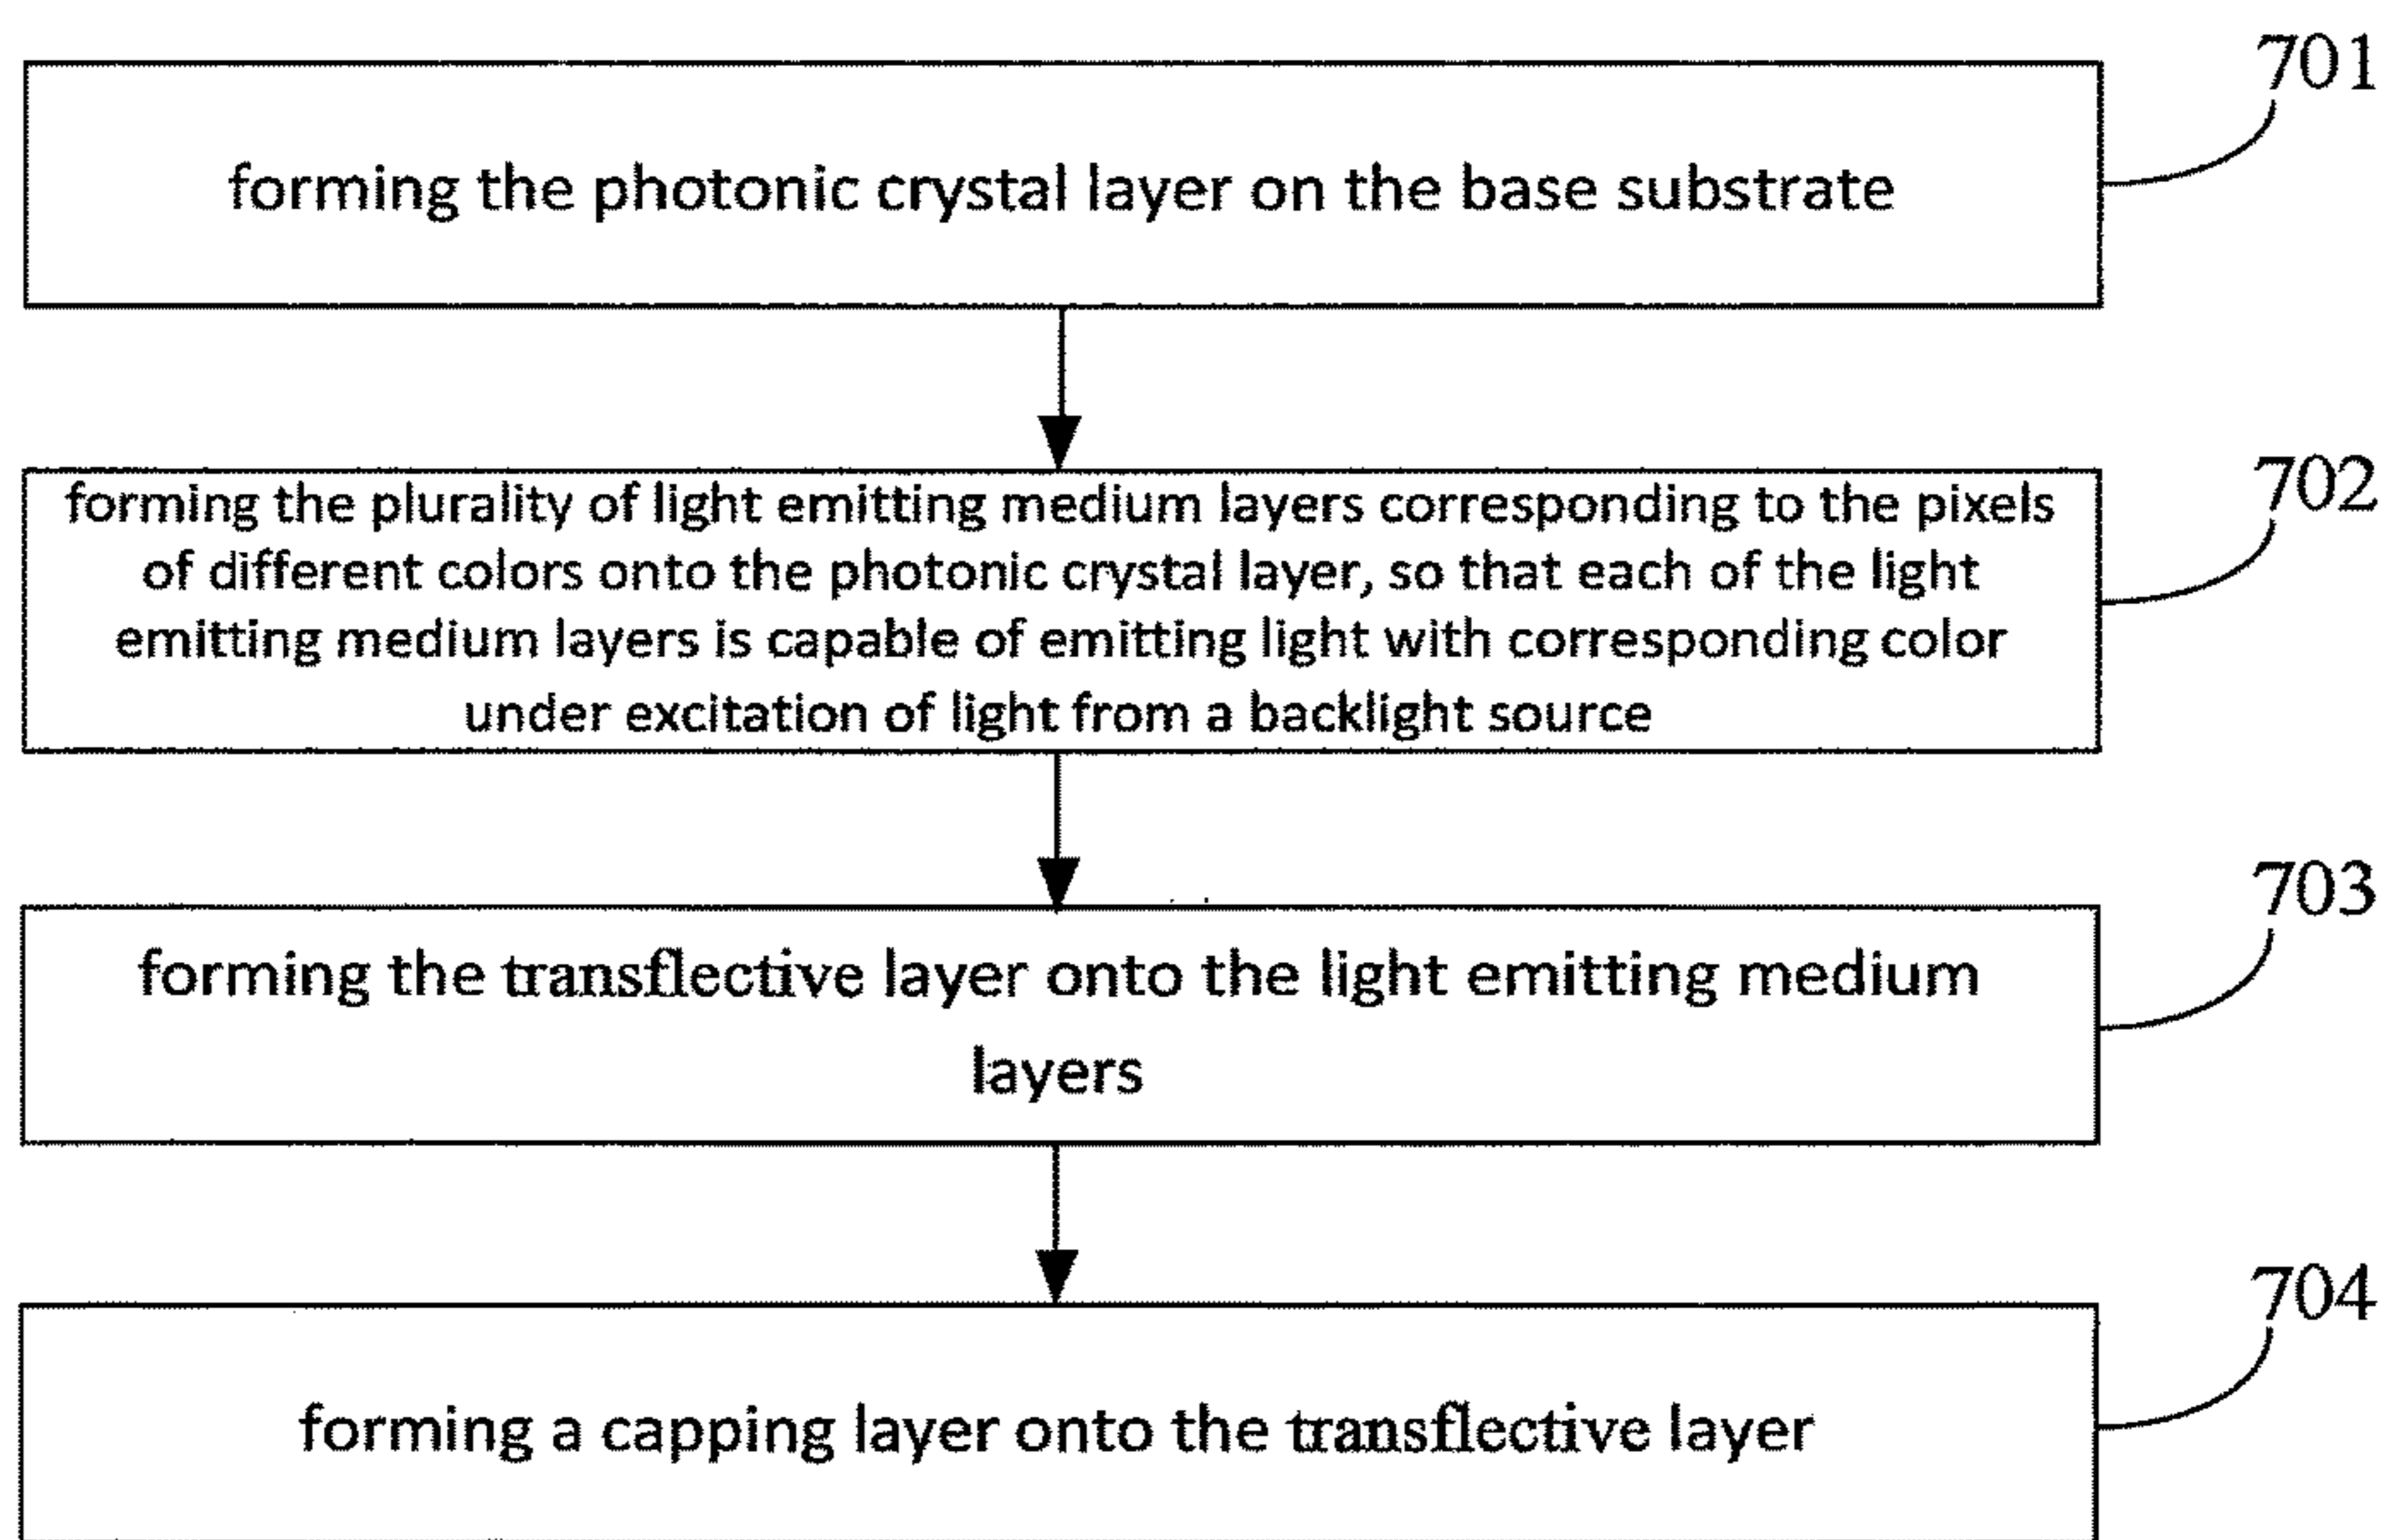 701
forming the photonic crystal layer on the base substrate
702
forming the plurality of light emitting medium layers corresponding to the pixels
of different colors onto the photonic crystal layer, so that each of the light
emitting medium layers is capable of emitting light with corresponding color
under excitation of light from a backlight source
703
forming the transflective layer onto the light emitting medium
layers
704
forming a capping layer onto the transflective layer